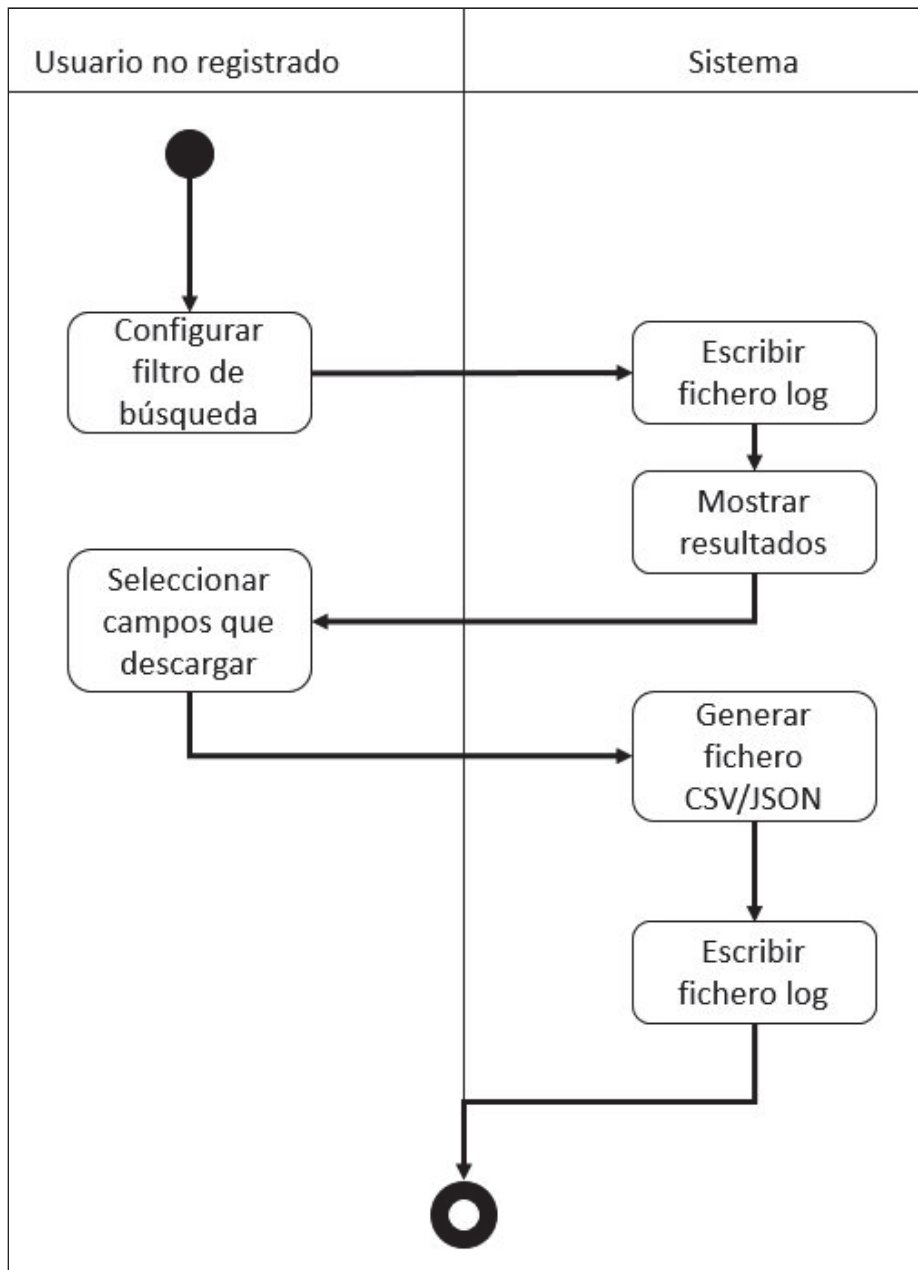 Usuario no registrado
Sistema
Configurar
filtro de
búsqueda
Escribir
fichero log
Mostrar
resultados
Seleccionar
campos que
descargar
Generar
fichero
CSV/JSON
Escribir
fichero log